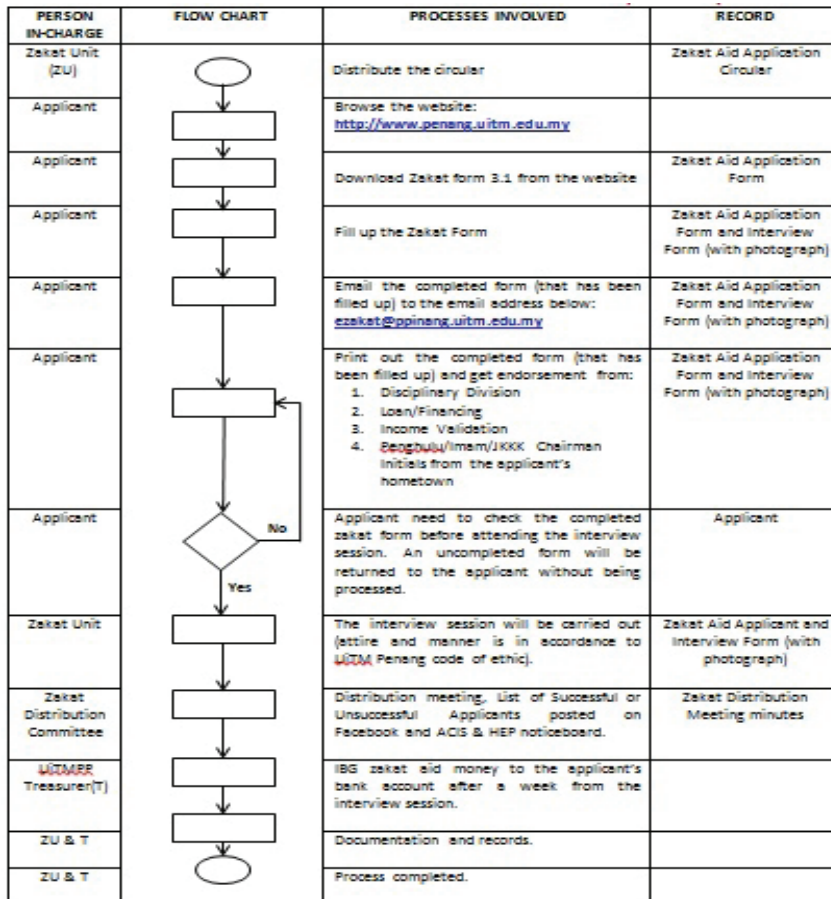 PERSON IN-CHARGE
FLOW CHART
PROCESSES INVOLVED
RECORD
Zakat Unit
(ZU)
Distribute the circular
Zakat Aid Application
Circular
Applicant
Browse the website:
http://www.penang.uitm.edu.my
Applicant
Download Zakat form 3.1 from the website
Zakat Aid Application
Form
Applicant
Fill up the Zakat Form
Zakat Aid Application
Form and Interview
Form (with photograph)
Applicant
Email the completed form (that has been
filled up) to the email address below:
ezakat@ppinang.uitm.edu.my
Zakat Aid Application
Form and Interview
Form (with photograph)
Applicant
Print out the completed form (that has
been filled up) and get endorsement from:
1. Disciplinary Division
2. Loan/Financing
3. Income Validation
4. Penghulu/Imam/JKKK Chairman
Initials from the applicant's
hometown
Zakat Aid Application
Form and Interview
Form (with photograph)
Applicant
No
Yes
Applicant need to check the completed
zakat form before attending the interview
session. An uncompleted form will be
returned to the applicant without being
processed.
Applicant
Zakat Unit
The interview session will be carried out
(attire and manner is in accordance to
UiTM Penang code of ethic).
Zakat Aid Applicant and
Interview Form (with
photograph)
Zakat
Distribution
Committee
Distribution meeting, List of Successful or
Unsuccessful Applicants posted on
Facebook and ACIS & HEP noticeboard.
Zakat Distribution
Meeting minutes
UiTMPP
Treasurer(T)
IBG zakat aid money to the applicant's
bank account after a week from the
interview session.
ZU & T
Documentation and records.
ZU & T
Process completed.